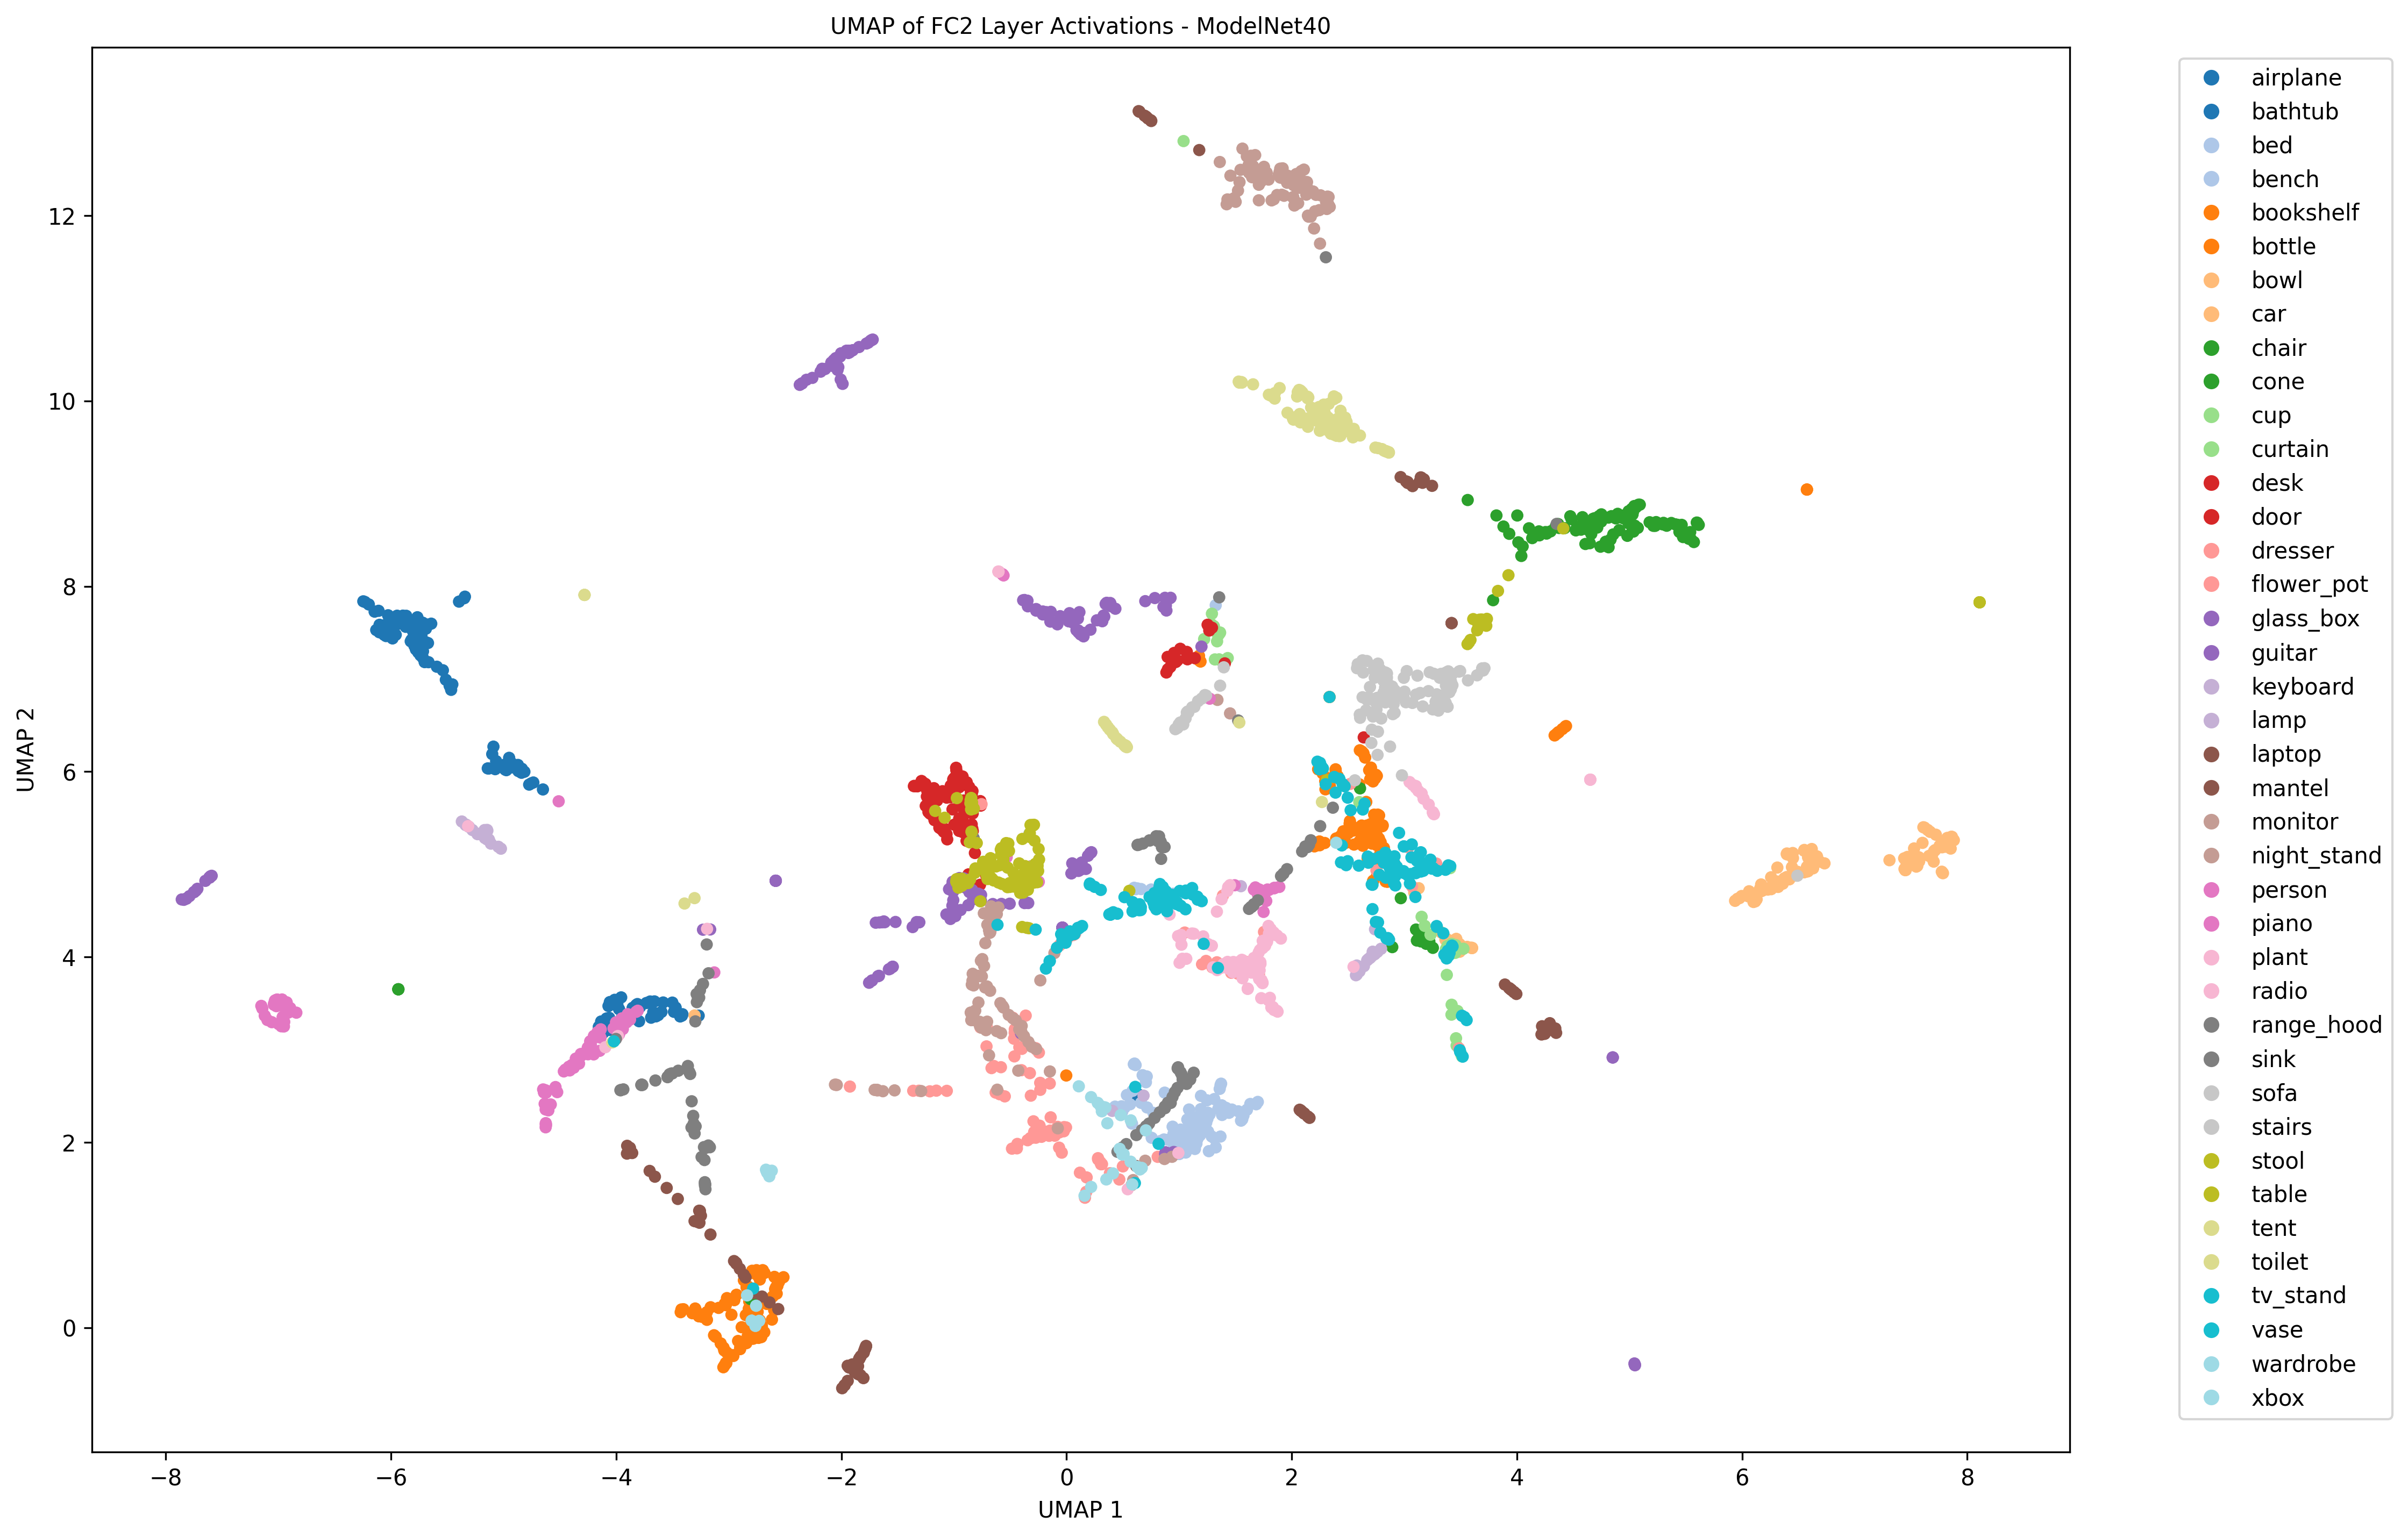 UMAP of FC2 Layer Activations - ModelNet40
12
10
8
6
4
2
0
UMAP 2
−8
−6
−4
−2
0
2
4
6
8
UMAP 1
airplane
bathtub
bed
bench
bookshelf
bottle
bowl
car
chair
cone
cup
curtain
desk
door
dresser
flower_pot
glass_box
guitar
keyboard
lamp
laptop
mantel
monitor
night_stand
person
piano
plant
radio
range_hood
sink
sofa
stairs
stool
table
tent
toilet
tv_stand
vase
wardrobe
xbox